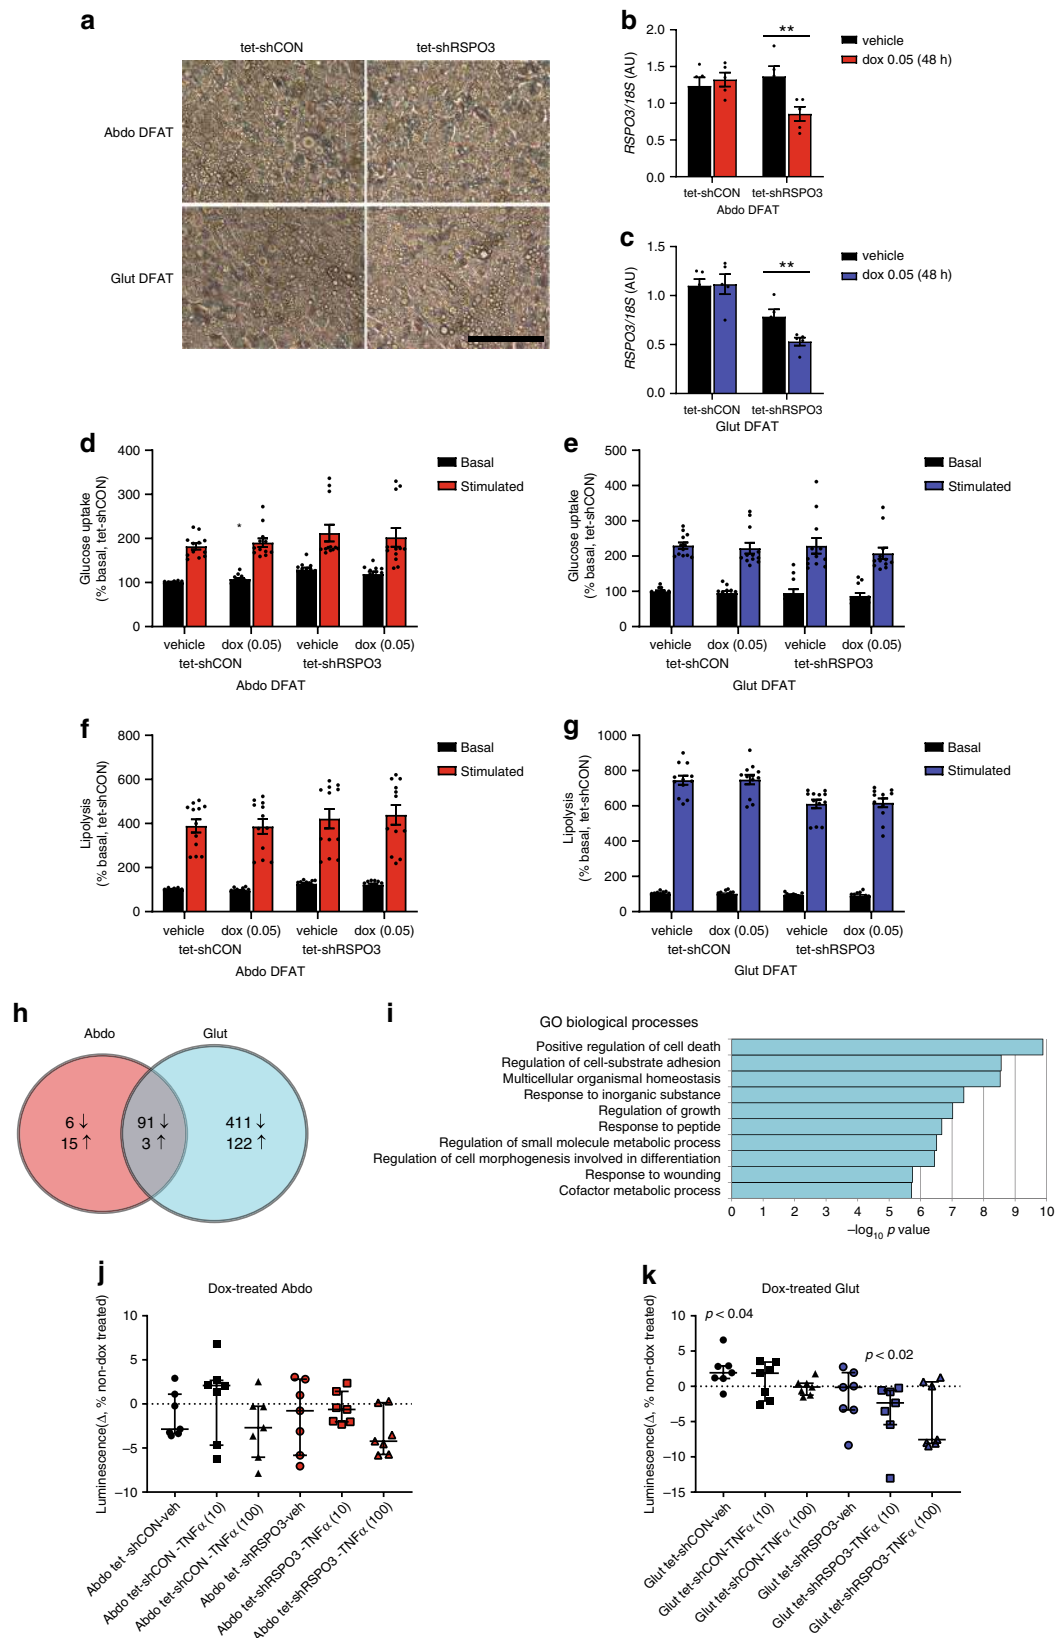 a
tet-shCON
tet-shRSPO3
Abdo DFAT
Glut DFAT
b
RSPO3/18S (AU)
1.5
1.0
0.5
0.0
**
vehicle
dox 0.05 (48 h)
tet-shCON
tet-shRSPO3
Abdo DFAT
c
RSPO3/18S (AU)
1.5
1.0
0.5
0.0
**
vehicle
dox 0.05 (48 h)
tet-shCON
tet-shRSPO3
Glut DFAT
d
Glucose uptake
(% basal, tet-shCON)
400
300
200
100
0
*
Basal
Stimulated
vehicle
dox (0.05)
vehicle
dox (0.05)
tet-shCON
tet-shRSPO3
Abdo DFAT
e
Glucose uptake
(% basal, tet-shCON)
500
400
300
200
100
0
Basal
Stimulated
vehicle
dox (0.05)
vehicle
dox (0.05)
tet-shCON
tet-shRSPO3
Glut DFAT
f
Lipolysis
(% basal, tet-shCON)
800
600
400
200
0
Basal
Stimulated
vehicle
dox (0.05)
vehicle
dox (0.05)
tet-shCON
tet-shRSPO3
Abdo DFAT
g
Lipolysis
(% basal, tet-shCON)
1000
800
600
400
200
0
Basal
Stimulated
vehicle
dox (0.05)
vehicle
dox (0.05)
tet-shCON
tet-shRSPO3
Glut DFAT
h
Abdo
Glut
6 ↓
15 ↑
91 ↓
3 ↑
411 ↓
122 ↑
i
GO biological processes
Positive regulation of cell death
Regulation of cell-substrate adhesion
Multicellular organismal homeostasis
Response to inorganic substance
Regulation of growth
Response to peptide
Regulation of small molecule metabolic process
Regulation of cell morphogenesis involved in differentiation
Response to wounding
Cofactor metabolic process
0 1 2 3 4 5 6 7 8 9 10
–log10 p value
j
Dox-treated Abdo
Luminescence(Δ, % non-dox treated)
10
5
0
−5
−10
Abdo tet -shCON-veh
Abdo tet-shCON -TNFα (10)
Abdo tet-shCON -TNFα (100)
Abdo tet -shRSPO3-veh
Abdo tet-shRSPO3 -TNFα (10)
Abdo tet-shRSPO3 -TNFα (100)
k
Dox-treated Glut
Luminescence(Δ, % non-dox treated)
10
5
0
−5
−10
−15
p < 0.04
p < 0.02
Glut tet-shCON-veh
Glut tet-shCON-TNFα (10)
Glut tet-shCON-TNFα (100)
Glut tet-shRSPO3-veh
Glut tet-shRSPO3-TNFα (10)
Glut tet-shRSPO3-TNFα (100)